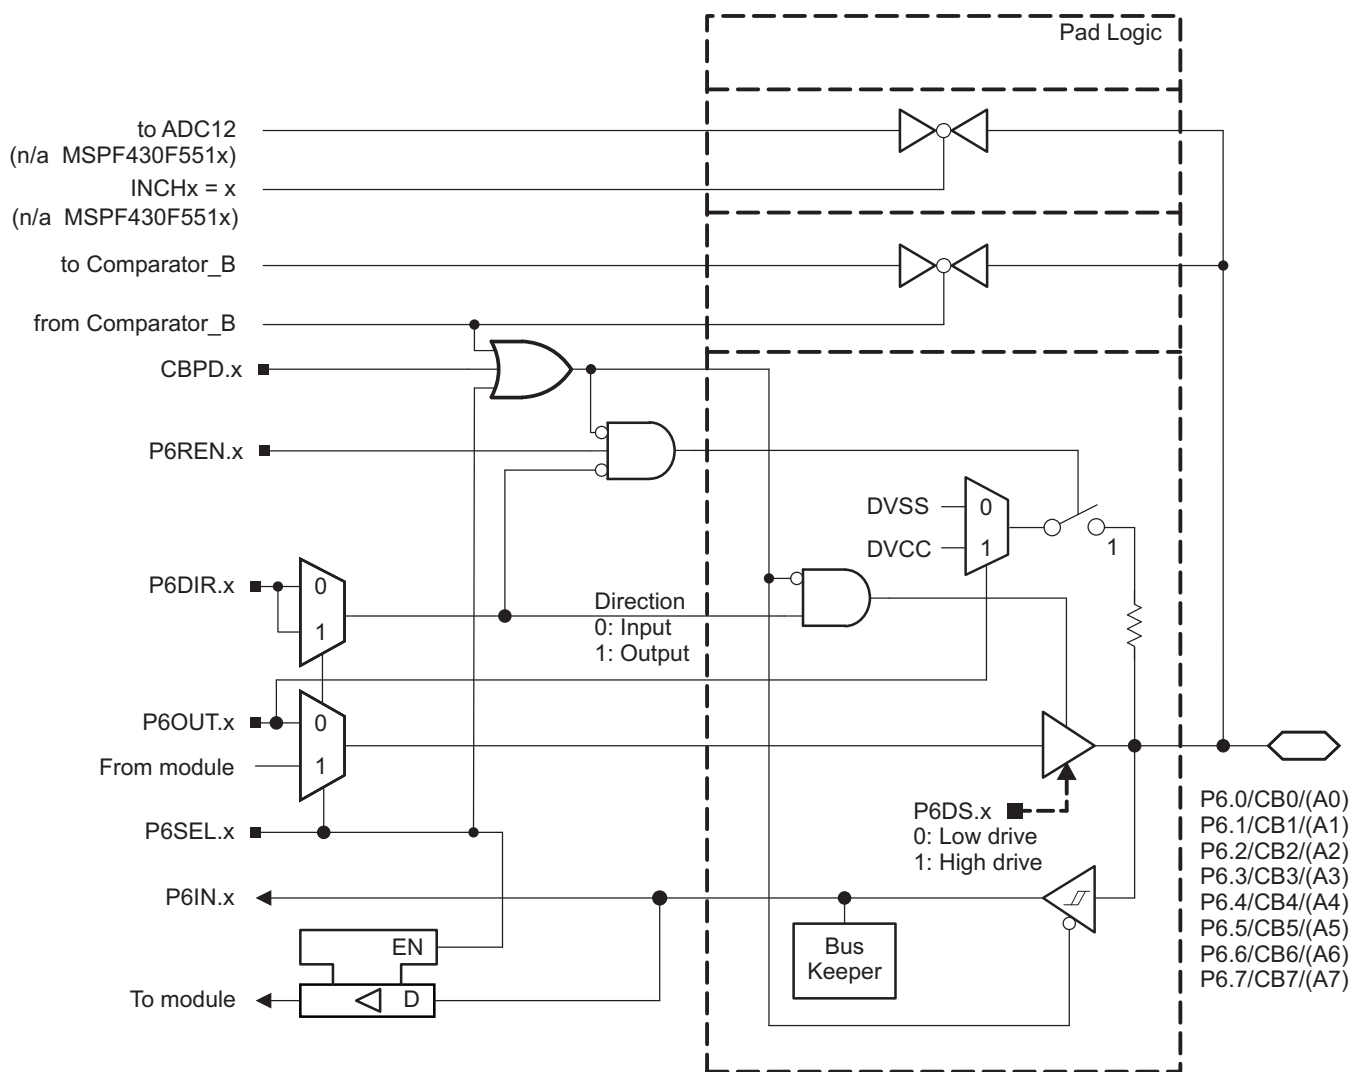 Pad Logic
to ADC12
(n/a MSPF430F551x)
INCHx = x
(n/a MSPF430F551x)
to Comparator_B
from Comparator_B
CBPD.x
P6REN.x
DVSS
0
DVCC
1
1
P6DIR.x
0
1
Direction
0: Input
1: Output
P6OUT.x
0
From module
1
P6DS.x
0: Low drive
1: High drive
P6SEL.x
P6IN.x
Bus
Keeper
EN
D
To module
P6.0/CB0/(A0)
P6.1/CB1/(A1)
P6.2/CB2/(A2)
P6.3/CB3/(A3)
P6.4/CB4/(A4)
P6.5/CB5/(A5)
P6.6/CB6/(A6)
P6.7/CB7/(A7)